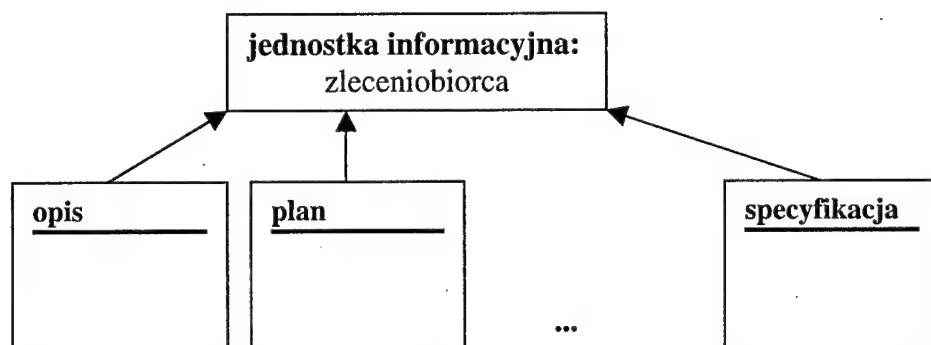 jednostka informacyjna:
zleceniobiorca
opis
plan
specyfikacja
...